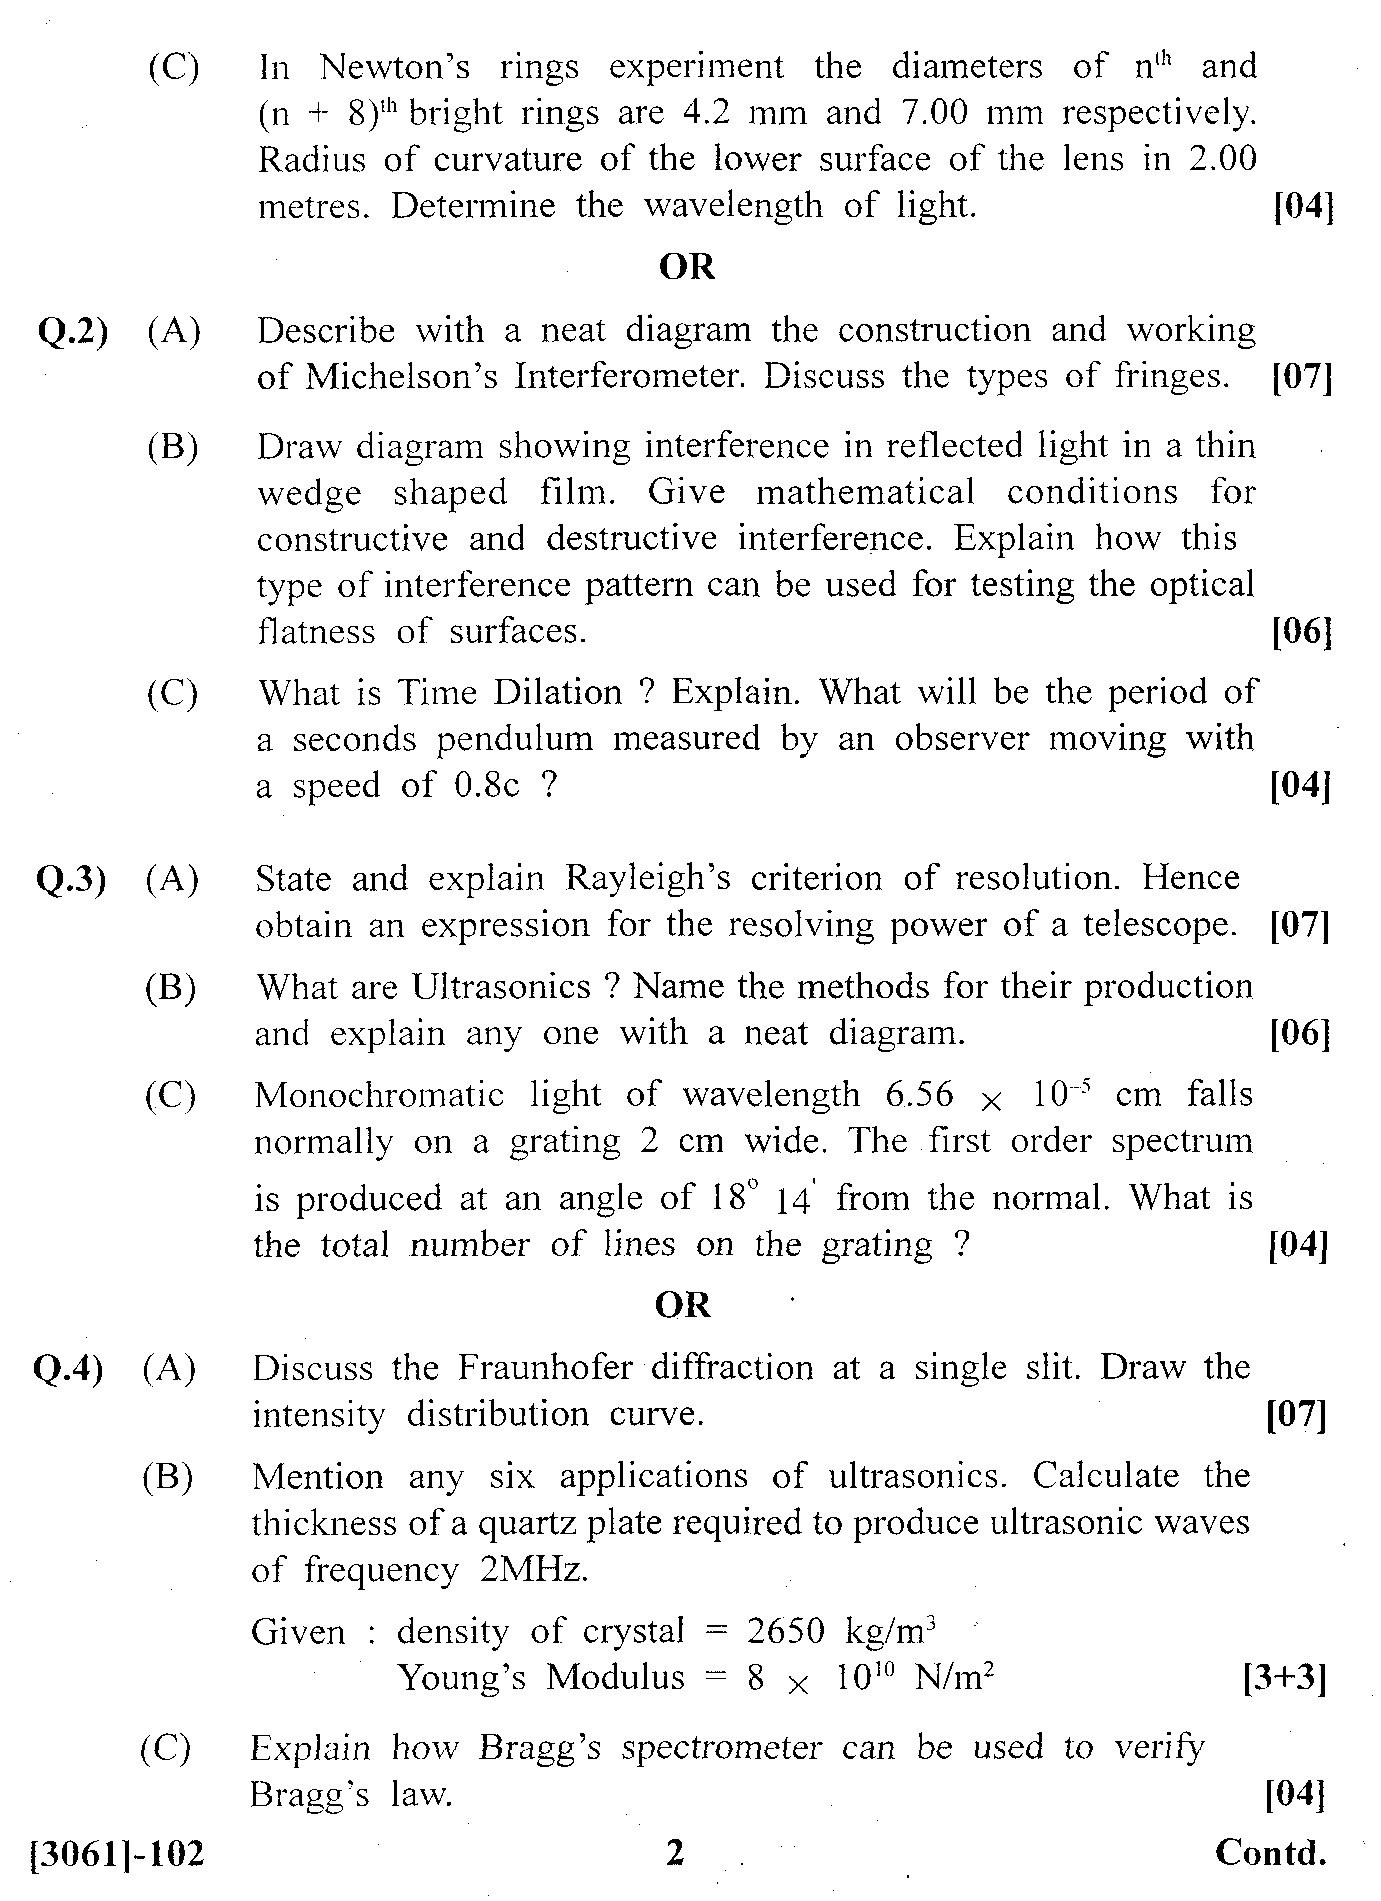 (C) In Newton's rings experiment the diameters of nᵗʰ and
(n + 8)ᵗʰ bright rings are 4.2 mm and 7.00 mm respectively.
Radius of curvature of the lower surface of the lens in 2.00
metres. Determine the wavelength of light. [04]
OR
Q.2) (A) Describe with a neat diagram the construction and working
of Michelson's Interferometer. Discuss the types of fringes. [07]
(B) Draw diagram showing interference in reflected light in a thin
wedge shaped film. Give mathematical conditions for
constructive and destructive interference. Explain how this
type of interference pattern can be used for testing the optical
flatness of surfaces. [06]
(C) What is Time Dilation ? Explain. What will be the period of
a seconds pendulum measured by an observer moving with
a speed of 0.8c ? [04]
Q.3) (A) State and explain Rayleigh's criterion of resolution. Hence
obtain an expression for the resolving power of a telescope. [07]
(B) What are Ultrasonics ? Name the methods for their production
and explain any one with a neat diagram. [06]
(C) Monochromatic light of wavelength 6.56 × 10⁻⁵ cm falls
normally on a grating 2 cm wide. The first order spectrum
is produced at an angle of 18° 14' from the normal. What is
the total number of lines on the grating ? [04]
OR
Q.4) (A) Discuss the Fraunhofer diffraction at a single slit. Draw the
intensity distribution curve. [07]
(B) Mention any six applications of ultrasonics. Calculate the
thickness of a quartz plate required to produce ultrasonic waves
of frequency 2MHz.
Given : density of crystal = 2650 kg/m³
Young's Modulus = 8 × 10¹⁰ N/m² [3+3]
(C) Explain how Bragg's spectrometer can be used to verify
Bragg's law. [04]
[3061]-102 2 Contd.